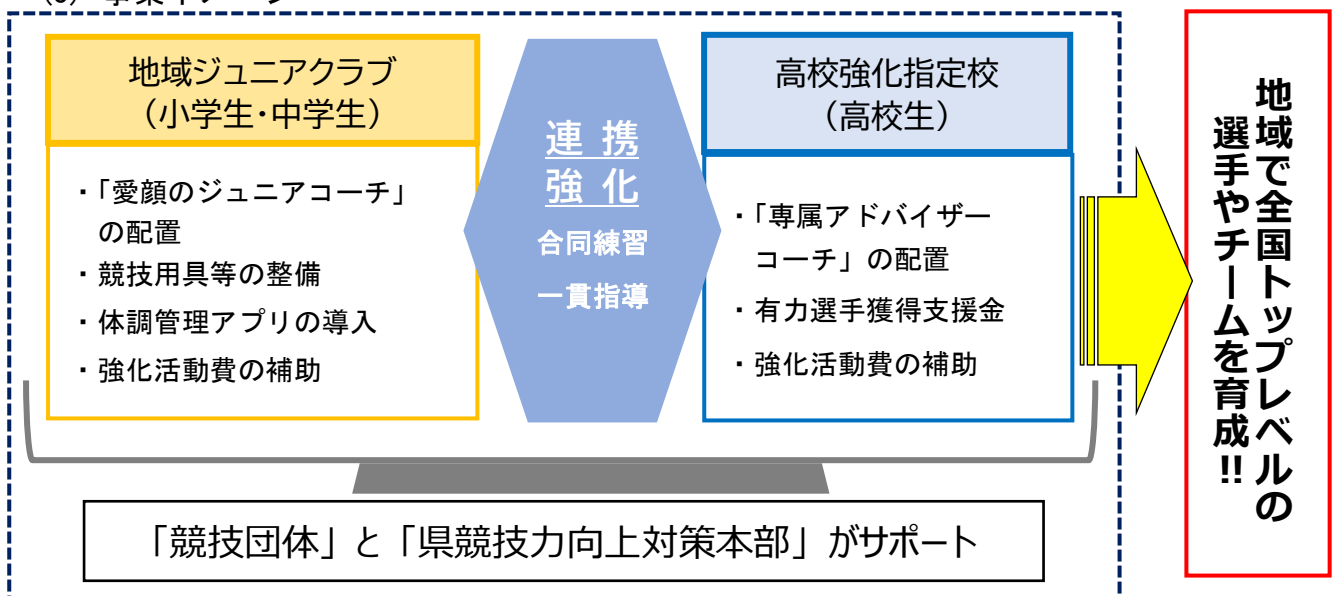 地域ジュニアクラブ
（小学生・中学生）
・「愛顔のジュニアコーチ」
の配置
・競技用具等の整備
・体調管理アプリの導入
・強化活動費の補助
連携
強化
合同練習
一貫指導
高校強化指定校
（高校生）
・「専属アドバイザー
コーチ」の配置
・有力選手獲得支援金
・強化活動費の補助
地域で全国トップレベルの
選手やチームを育成!!
「競技団体」と「県競技力向上対策本部」がサポート